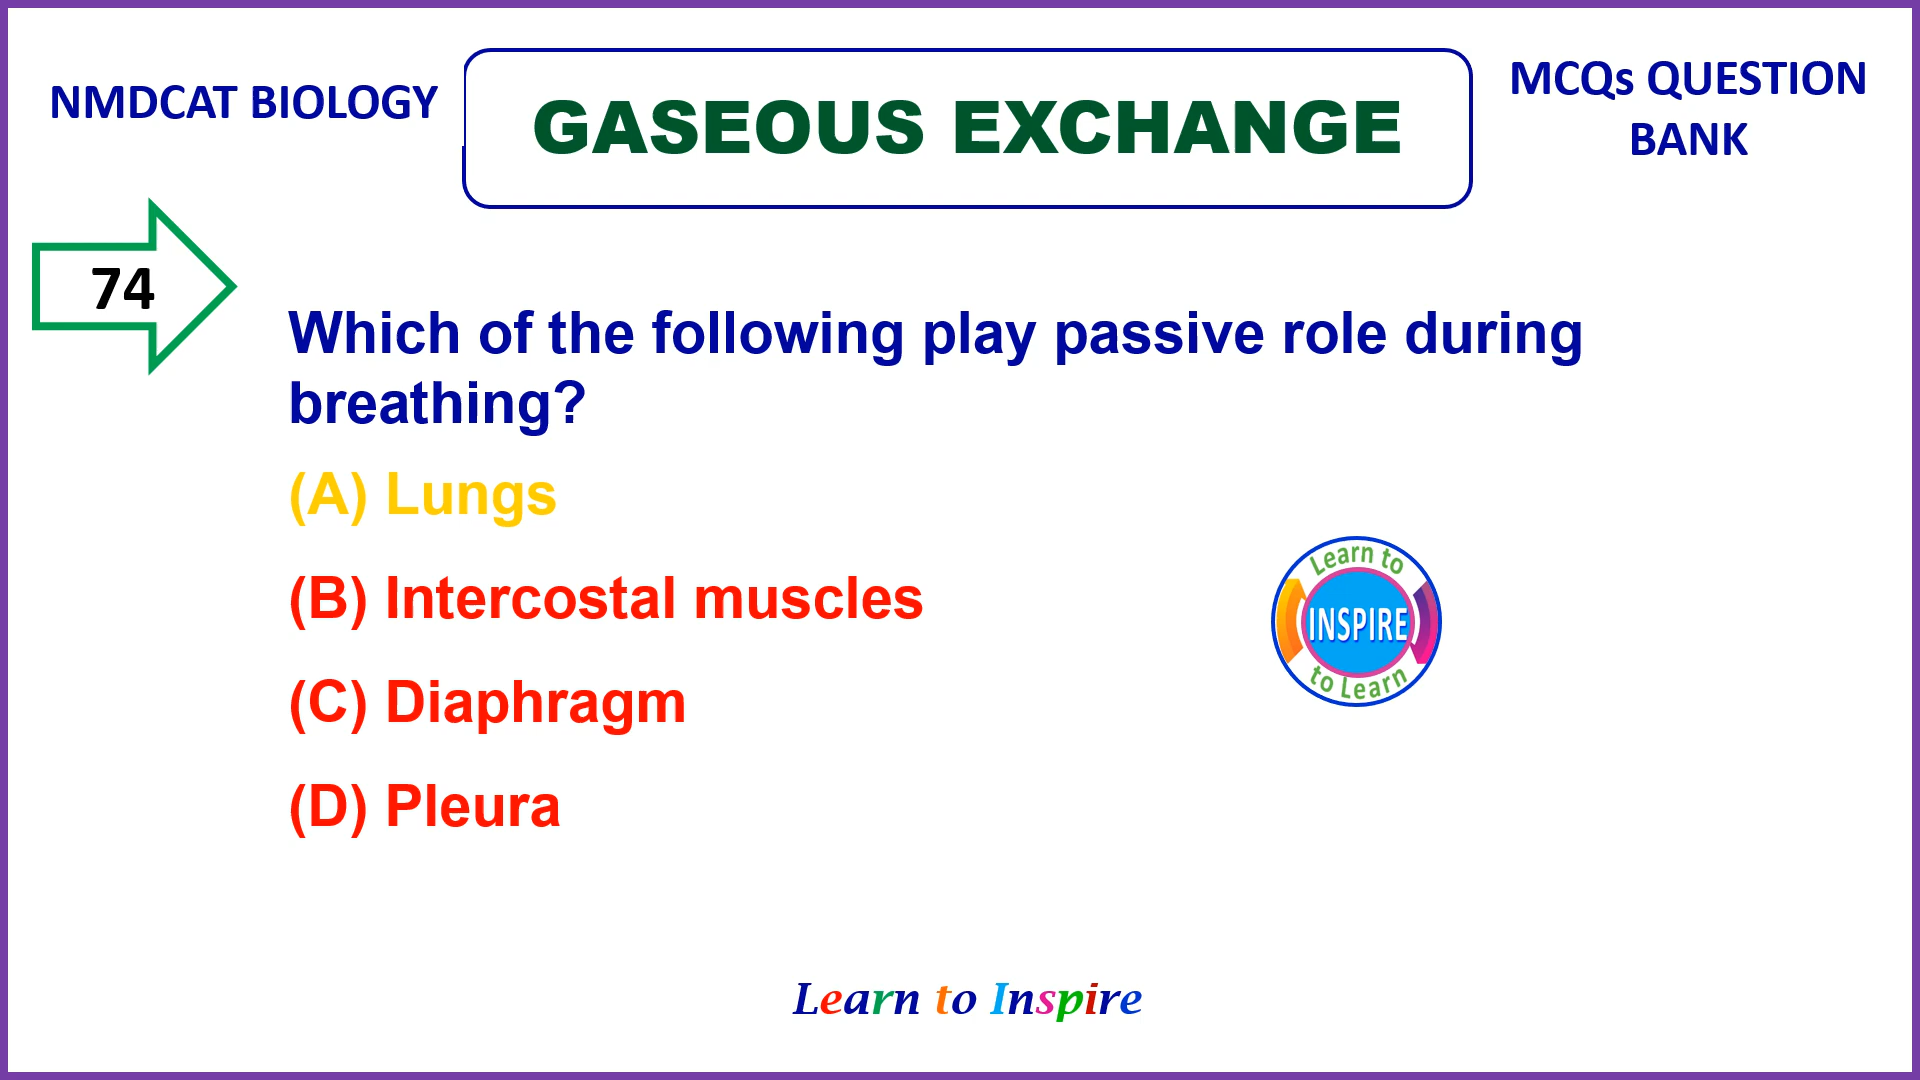 NMDCAT BIOLOGY
GASEOUS EXCHANGE
MCQs QUESTION
BANK
74
Which of the following play passive role during
breathing?
(A) Lungs
(B) Intercostal muscles
(C) Diaphragm
(D) Pleura
Learn to
INSPIRE
to Learn
Learn to Inspire